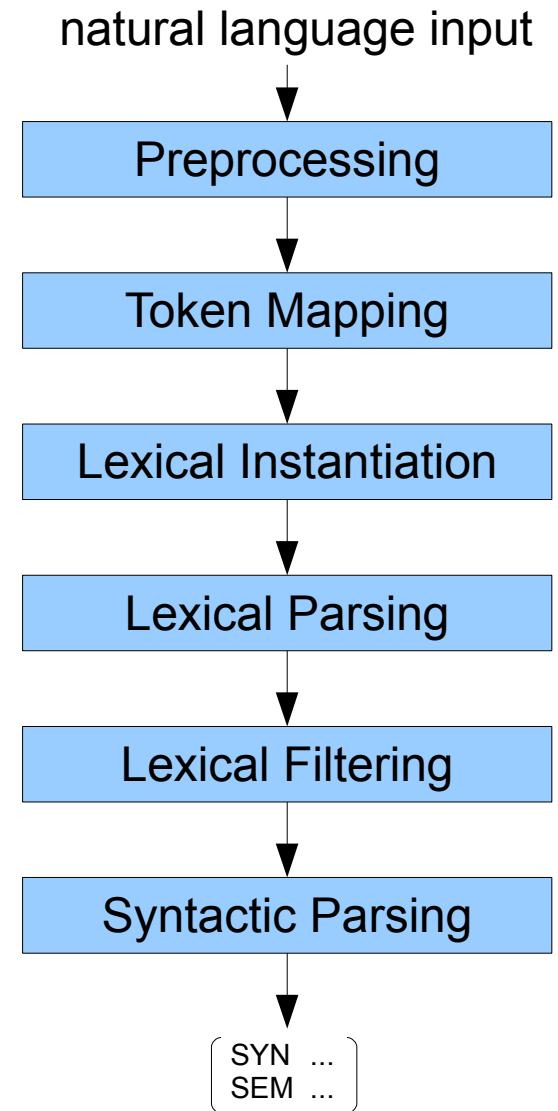 natural language input
Preprocessing
Token Mapping
Lexical Instantiation
Lexical Parsing
Lexical Filtering
Syntactic Parsing
SYN ...
SEM ...